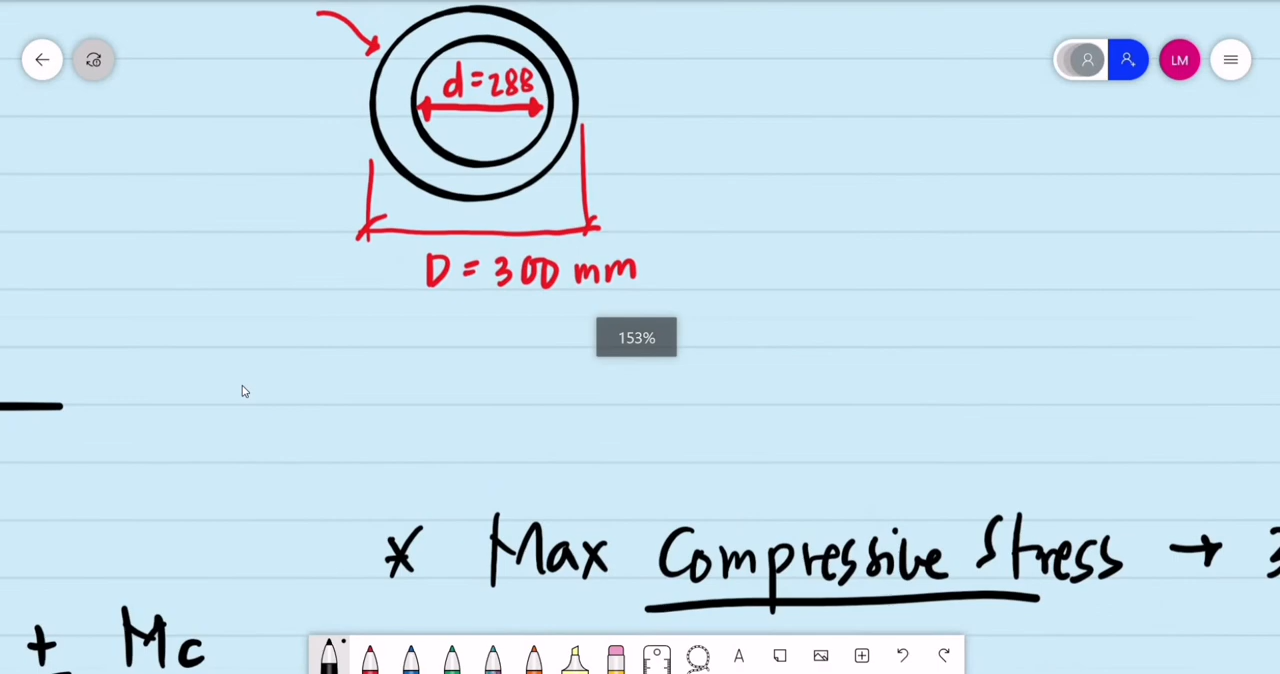 d=288
LM
D = 300 mm
153%
* Max Compressive Stress →
+ Mc
A